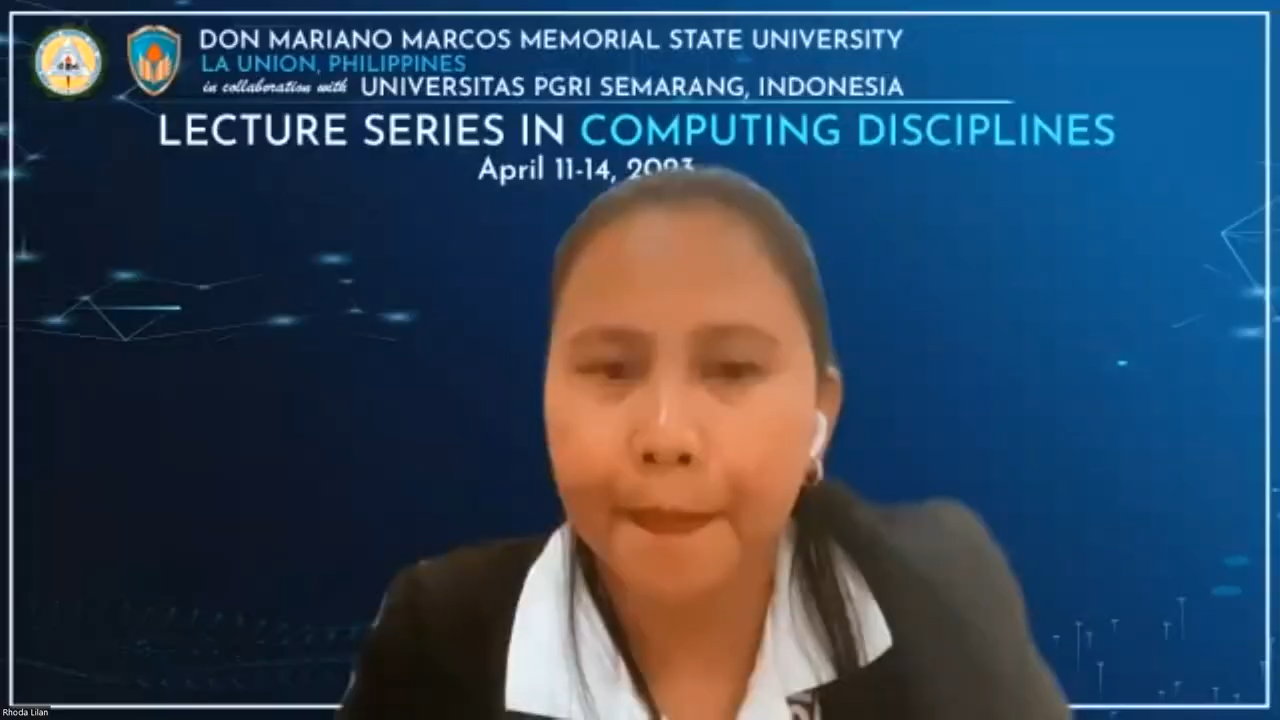 DON MARIANO MARCOS MEMORIAL STATE UNIVERSITY
LA UNION, PHILIPPINES
in collaboration with UNIVERSITAS PGRI SEMARANG, INDONESIA
LECTURE SERIES IN COMPUTING DISCIPLINES
April 11-14, 2023
Rhoda Lilan